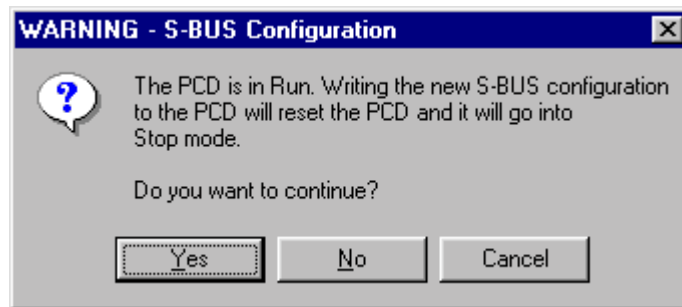 WARNING - S-BUS Configuration
The PCD is in Run. Writing the new S-BUS configuration
to the PCD will reset the PCD and it will go into
Stop mode.
Do you want to continue?
Yes No Cancel